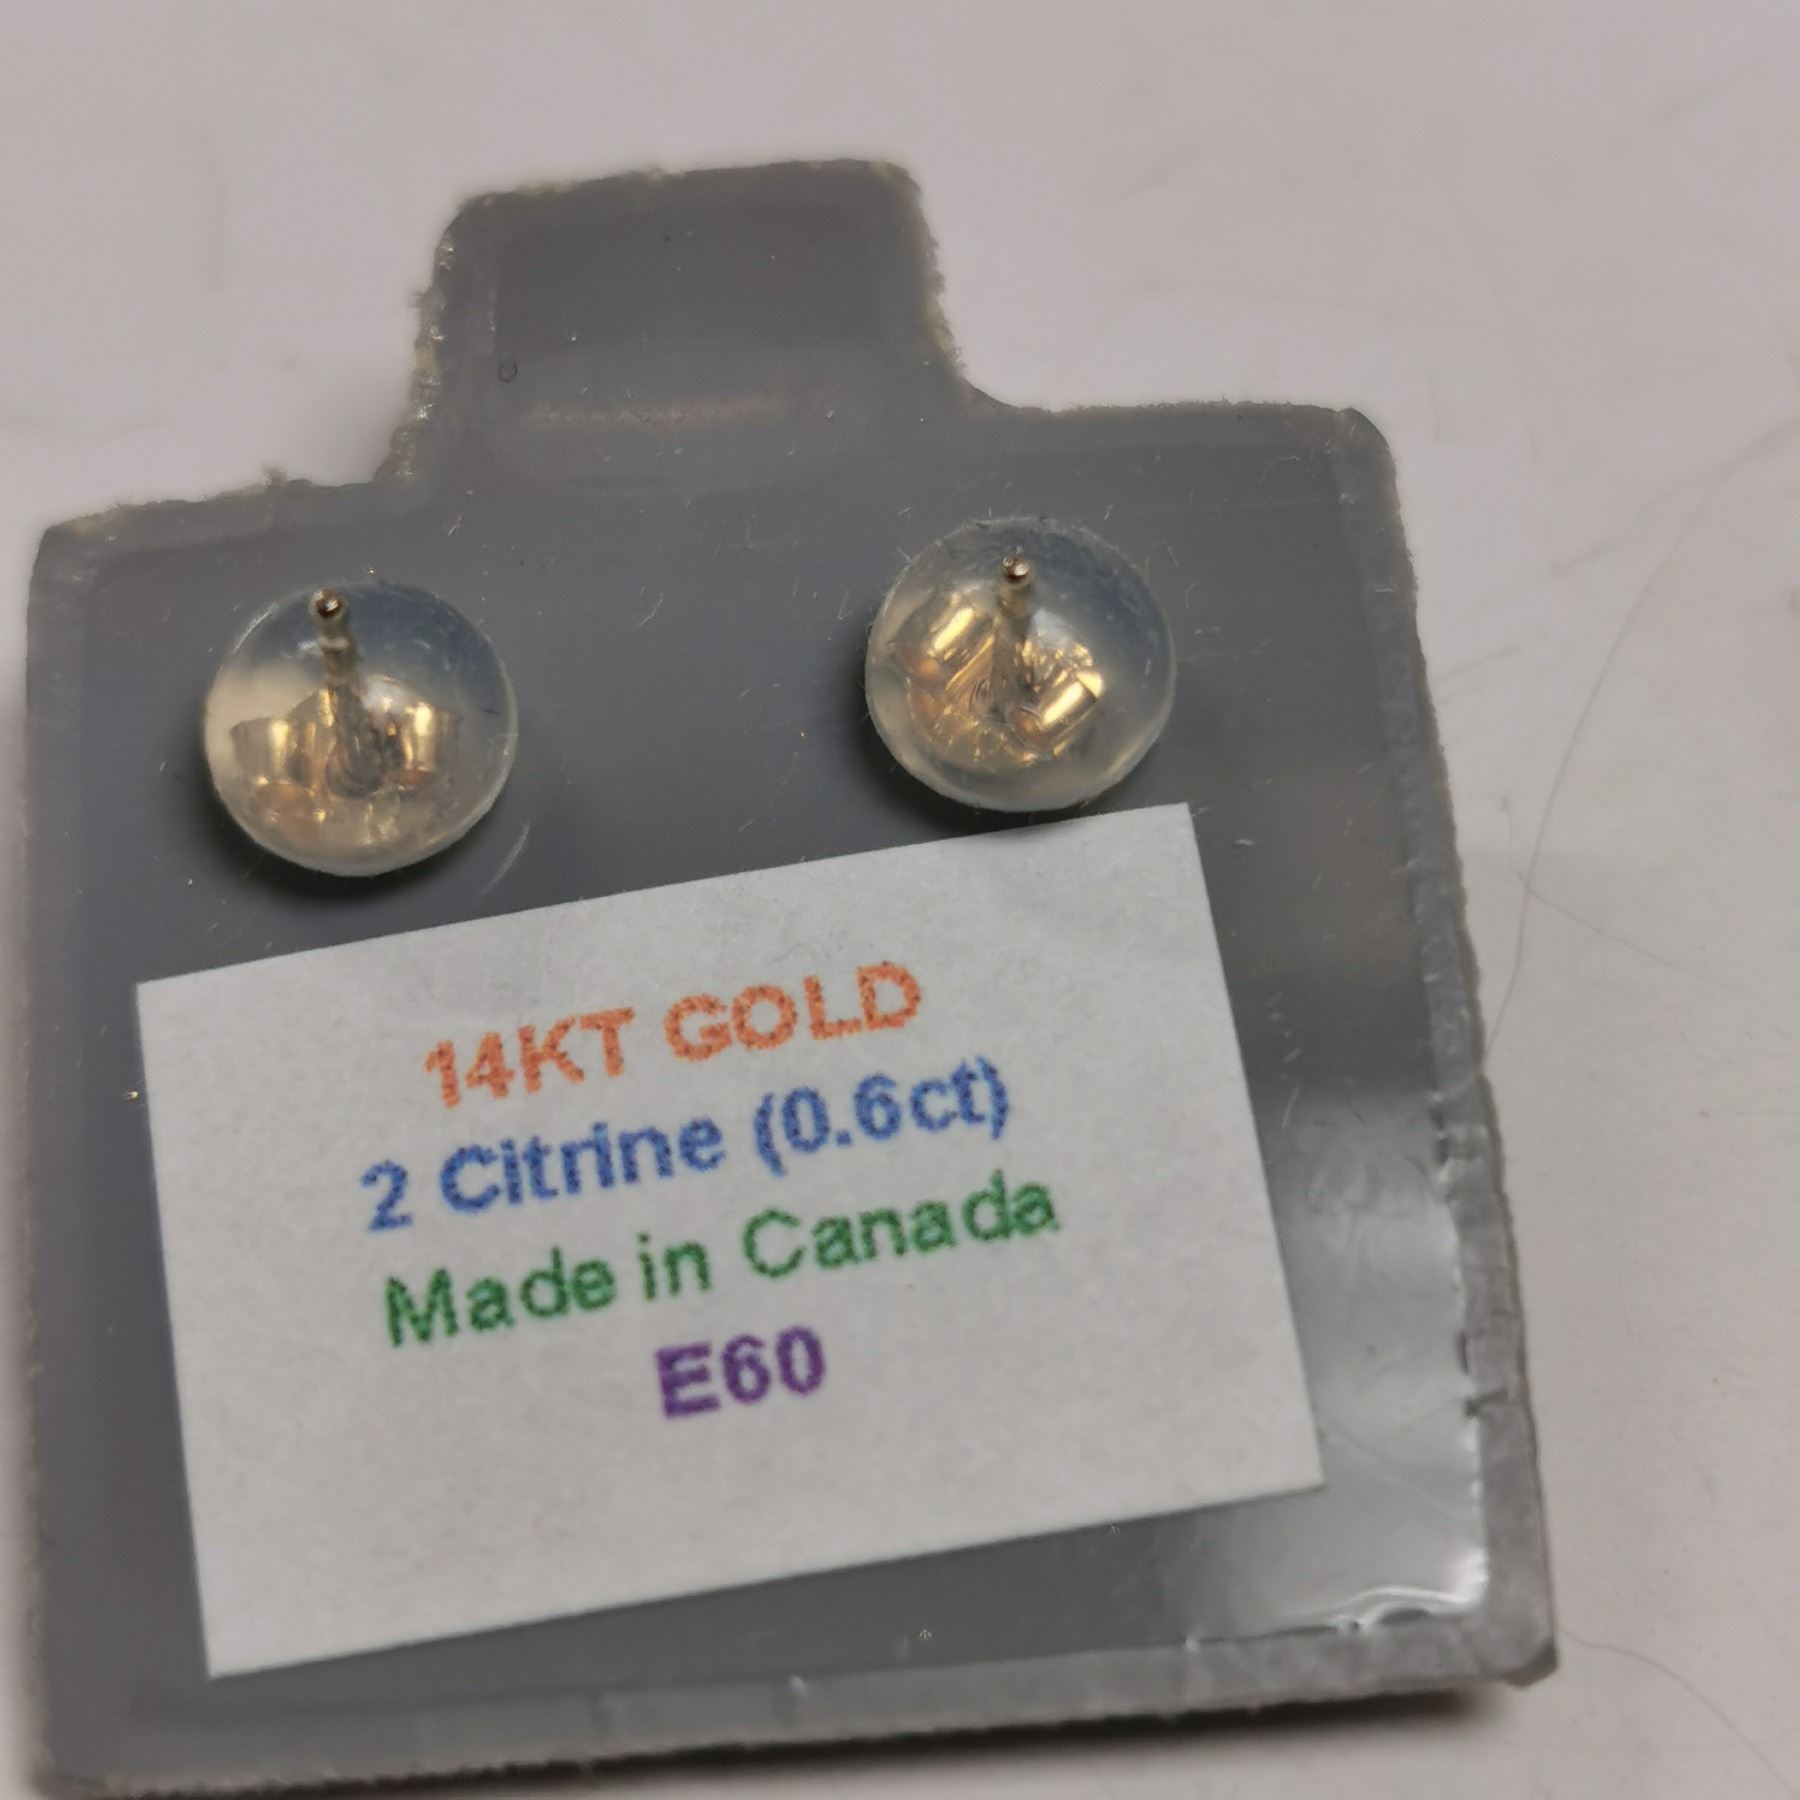 14KT GOLD
2 Citrine (0.6ct)
Made in Canada
E60